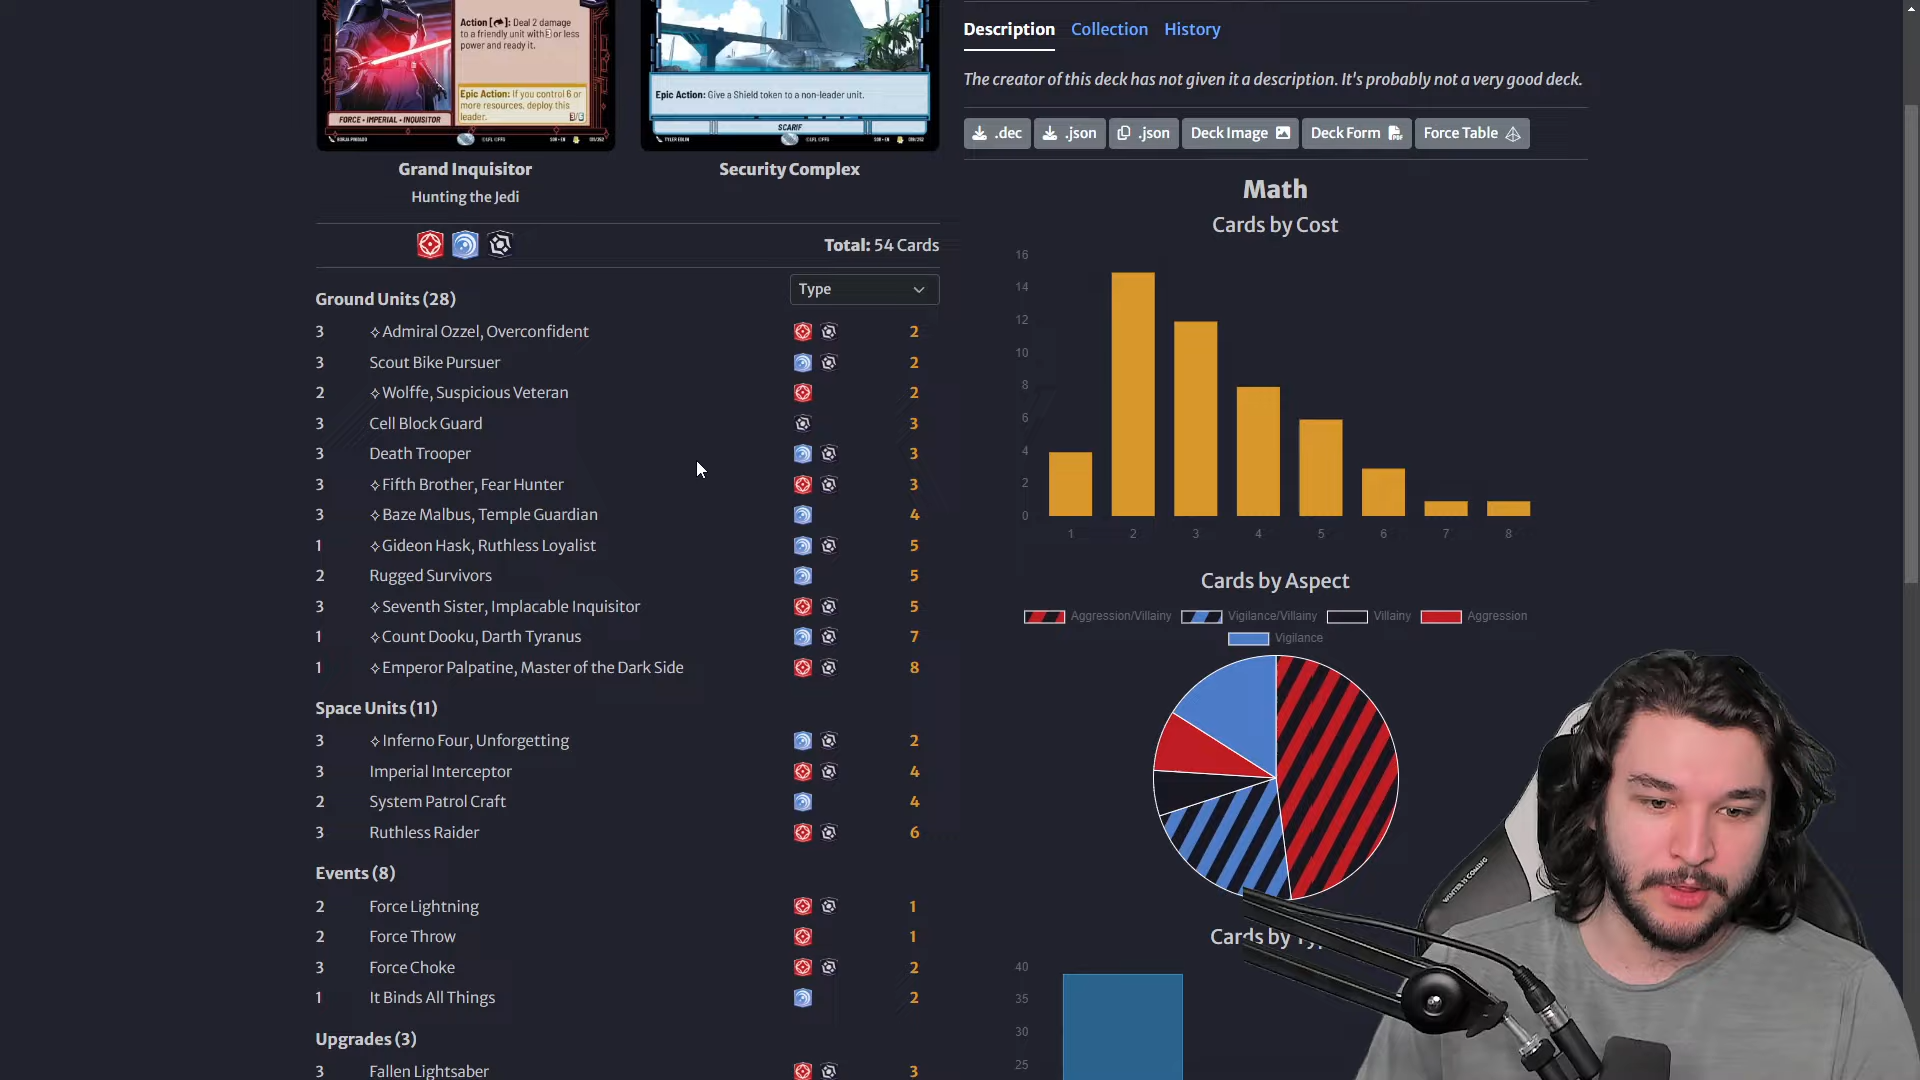 Action [ ]: Deal 2 damage
to a friendly unit with 3 or less
power and ready it.
Epic Action: If you control 6 or
more resources, deploy this
leader.
3/6
FORCE • IMPERIAL • INQUISITOR
Epic Action: Give a Shield token to a non-leader unit.
SCARIF
Grand Inquisitor
Hunting the Jedi
Security Complex
Total: 54 Cards
Type
Ground Units (28)
3 Admiral Ozzel, Overconfident 2
3 Scout Bike Pursuer 2
2 Wolffe, Suspicious Veteran 2
3 Cell Block Guard 3
3 Death Trooper 3
3 Fifth Brother, Fear Hunter 3
3 Baze Malbus, Temple Guardian 4
1 Gideon Hask, Ruthless Loyalist 5
2 Rugged Survivors 5
3 Seventh Sister, Implacable Inquisitor 5
1 Count Dooku, Darth Tyranus 7
1 Emperor Palpatine, Master of the Dark Side 8
Space Units (11)
3 Inferno Four, Unforgetting 2
3 Imperial Interceptor 4
2 System Patrol Craft 4
3 Ruthless Raider 6
Events (8)
2 Force Lightning 1
2 Force Throw 1
3 Force Choke 2
1 It Binds All Things 2
Upgrades (3)
3 Fallen Lightsaber 3
Description Collection History
The creator of this deck has not given it a description. It's probably not a very good deck.
.dec .json .json Deck Image Deck Form Force Table
Math
Cards by Cost
16
14
12
10
8
6
4
2
0
1 2 3 4 5 6 7 8
Cards by Aspect
Aggression/Villainy Vigilance/Villainy Villainy Aggression
Vigilance
Cards by
40
35
30
25
WINTER IS COMING